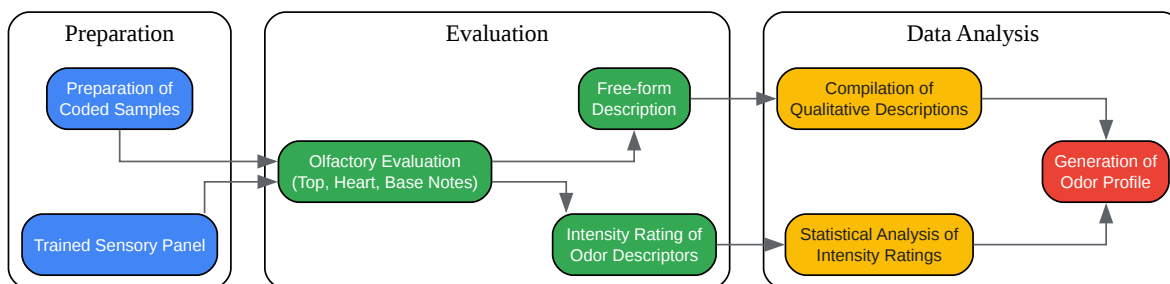 Preparation
Preparation of
Coded Samples
Trained Sensory Panel
Evaluation
Olfactory Evaluation
(Top, Heart, Base Notes)
Free-form
Description
Intensity Rating of
Odor Descriptors
Data Analysis
Compilation of
Qualitative Descriptions
Statistical Analysis of
Intensity Ratings
Generation of
Odor Profile